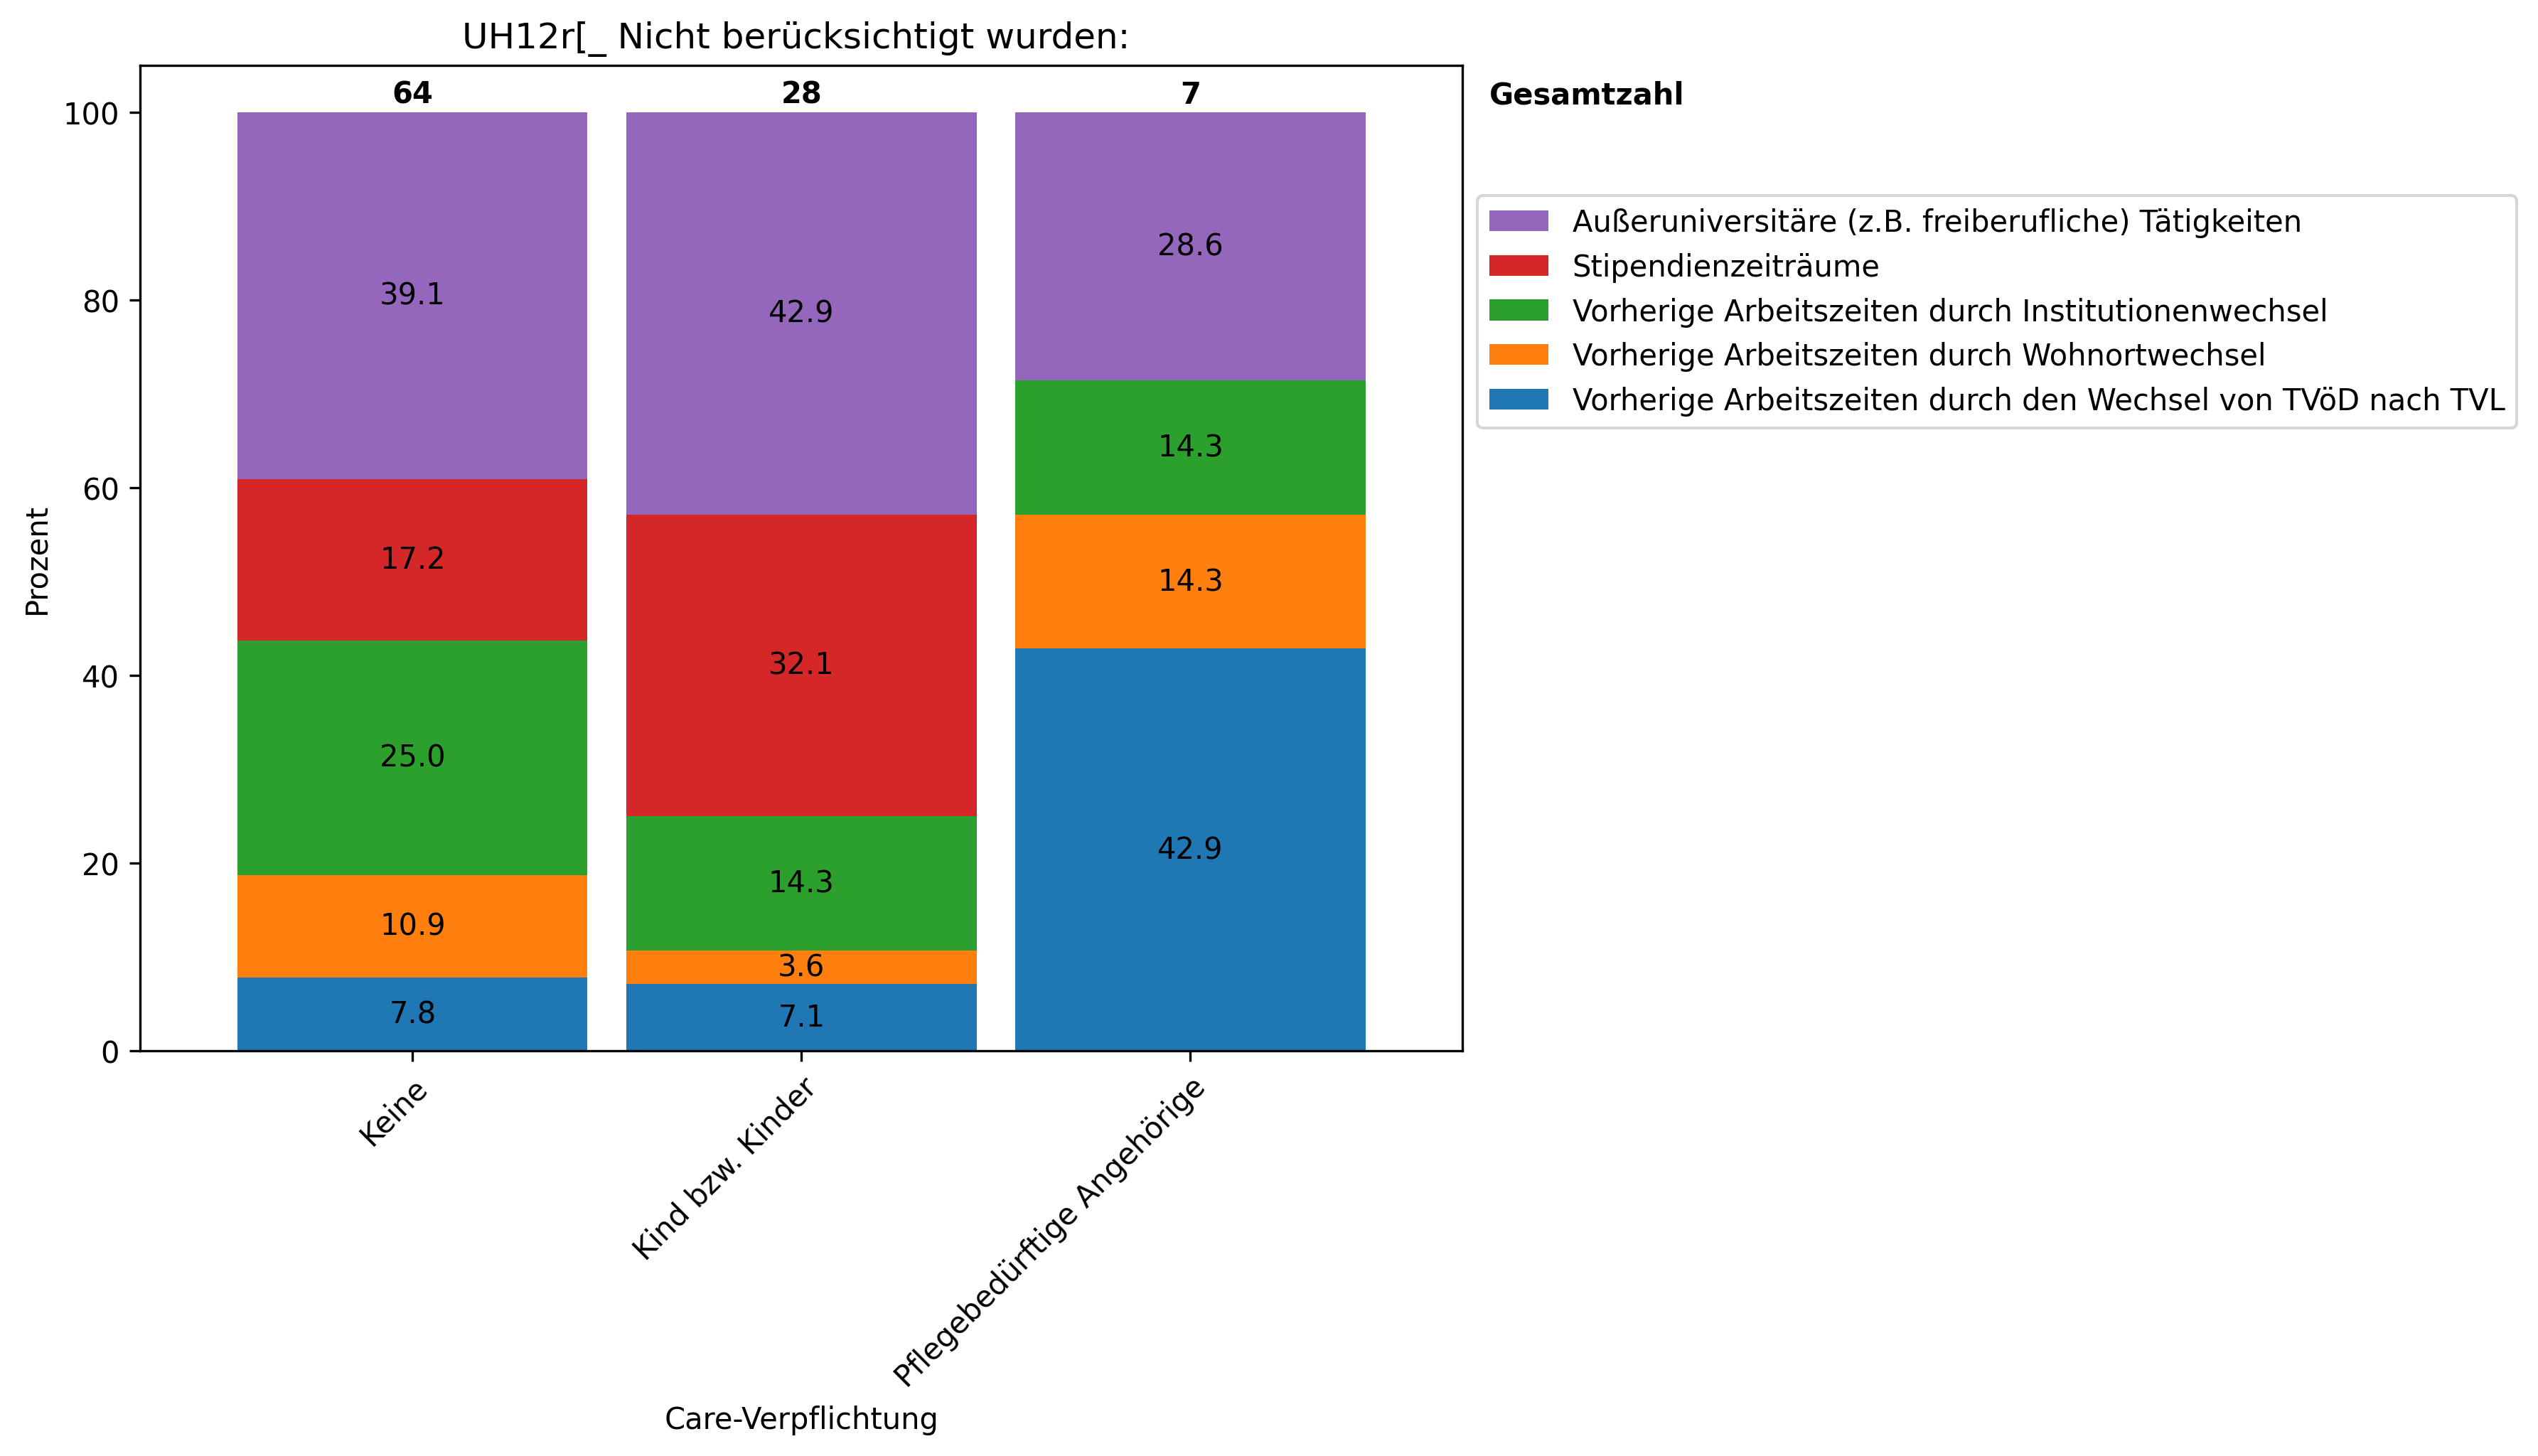 UH12r[_ Nicht berücksichtigt wurden:
64
28
7
Gesamtzahl
Prozent
100
80
60
40
20
0
39.1
17.2
25.0
10.9
7.8
42.9
32.1
14.3
3.6
7.1
28.6
14.3
14.3
42.9
Außeruniversitäre (z.B. freiberufliche) Tätigkeiten
Stipendienzeiträume
Vorherige Arbeitszeiten durch Institutionenwechsel
Vorherige Arbeitszeiten durch Wohnortwechsel
Vorherige Arbeitszeiten durch den Wechsel von TVöD nach TVL
Keine
Kind bzw. Kinder
Pflegebedürftige Angehörige
Care-Verpflichtung